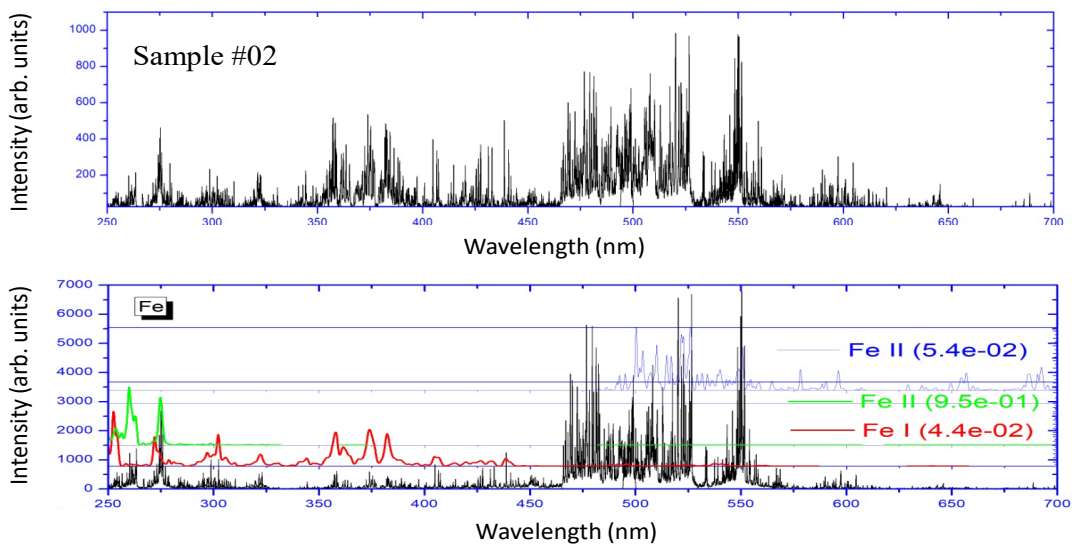 Intensity (arb. units)
1000
800
600
400
200
Sample #02
250 300 350 400 450 500 550 600 650 700
Wavelength (nm)
Intensity (arb. units)
7000
6000
5000
4000
3000
2000
1000
0
Fe
Fe II (5.4e-02)
Fe II (9.5e-01)
Fe I (4.4e-02)
250 300 350 400 450 500 550 600 650 700
Wavelength (nm)